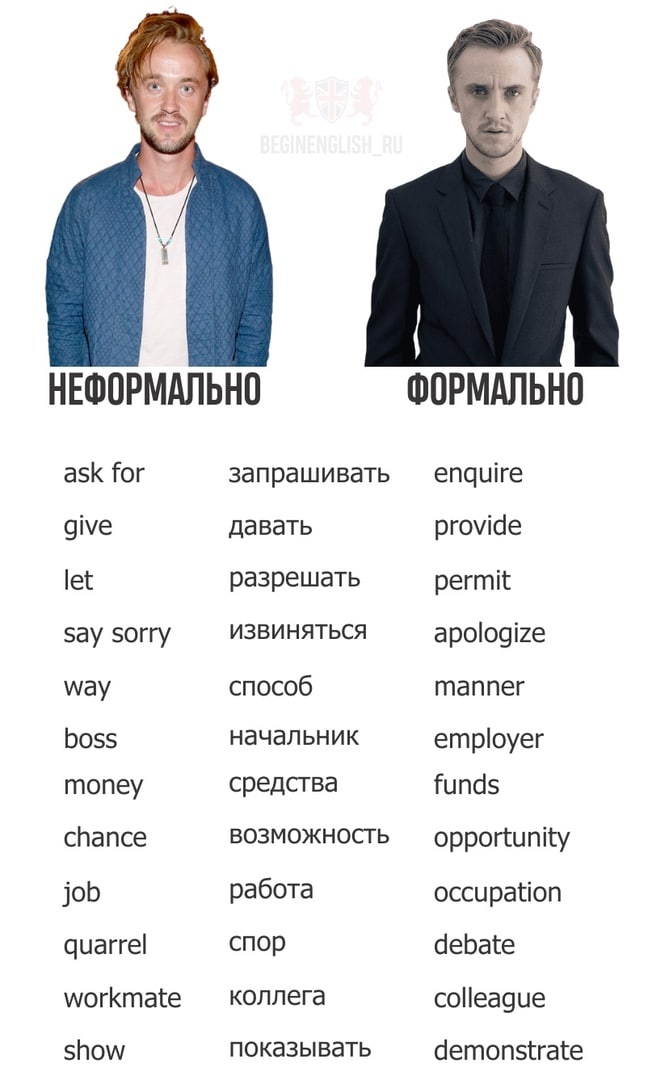 BEGINENGLISH_RU
НЕФОРМАЛЬНО ФОРМАЛЬНО
ask for запрашивать enquire
give давать provide
let разрешать permit
say sorry извиняться apologize
way способ manner
boss начальник employer
money средства funds
chance возможность opportunity
job работа occupation
quarrel спор debate
workmate коллега colleague
show показывать demonstrate